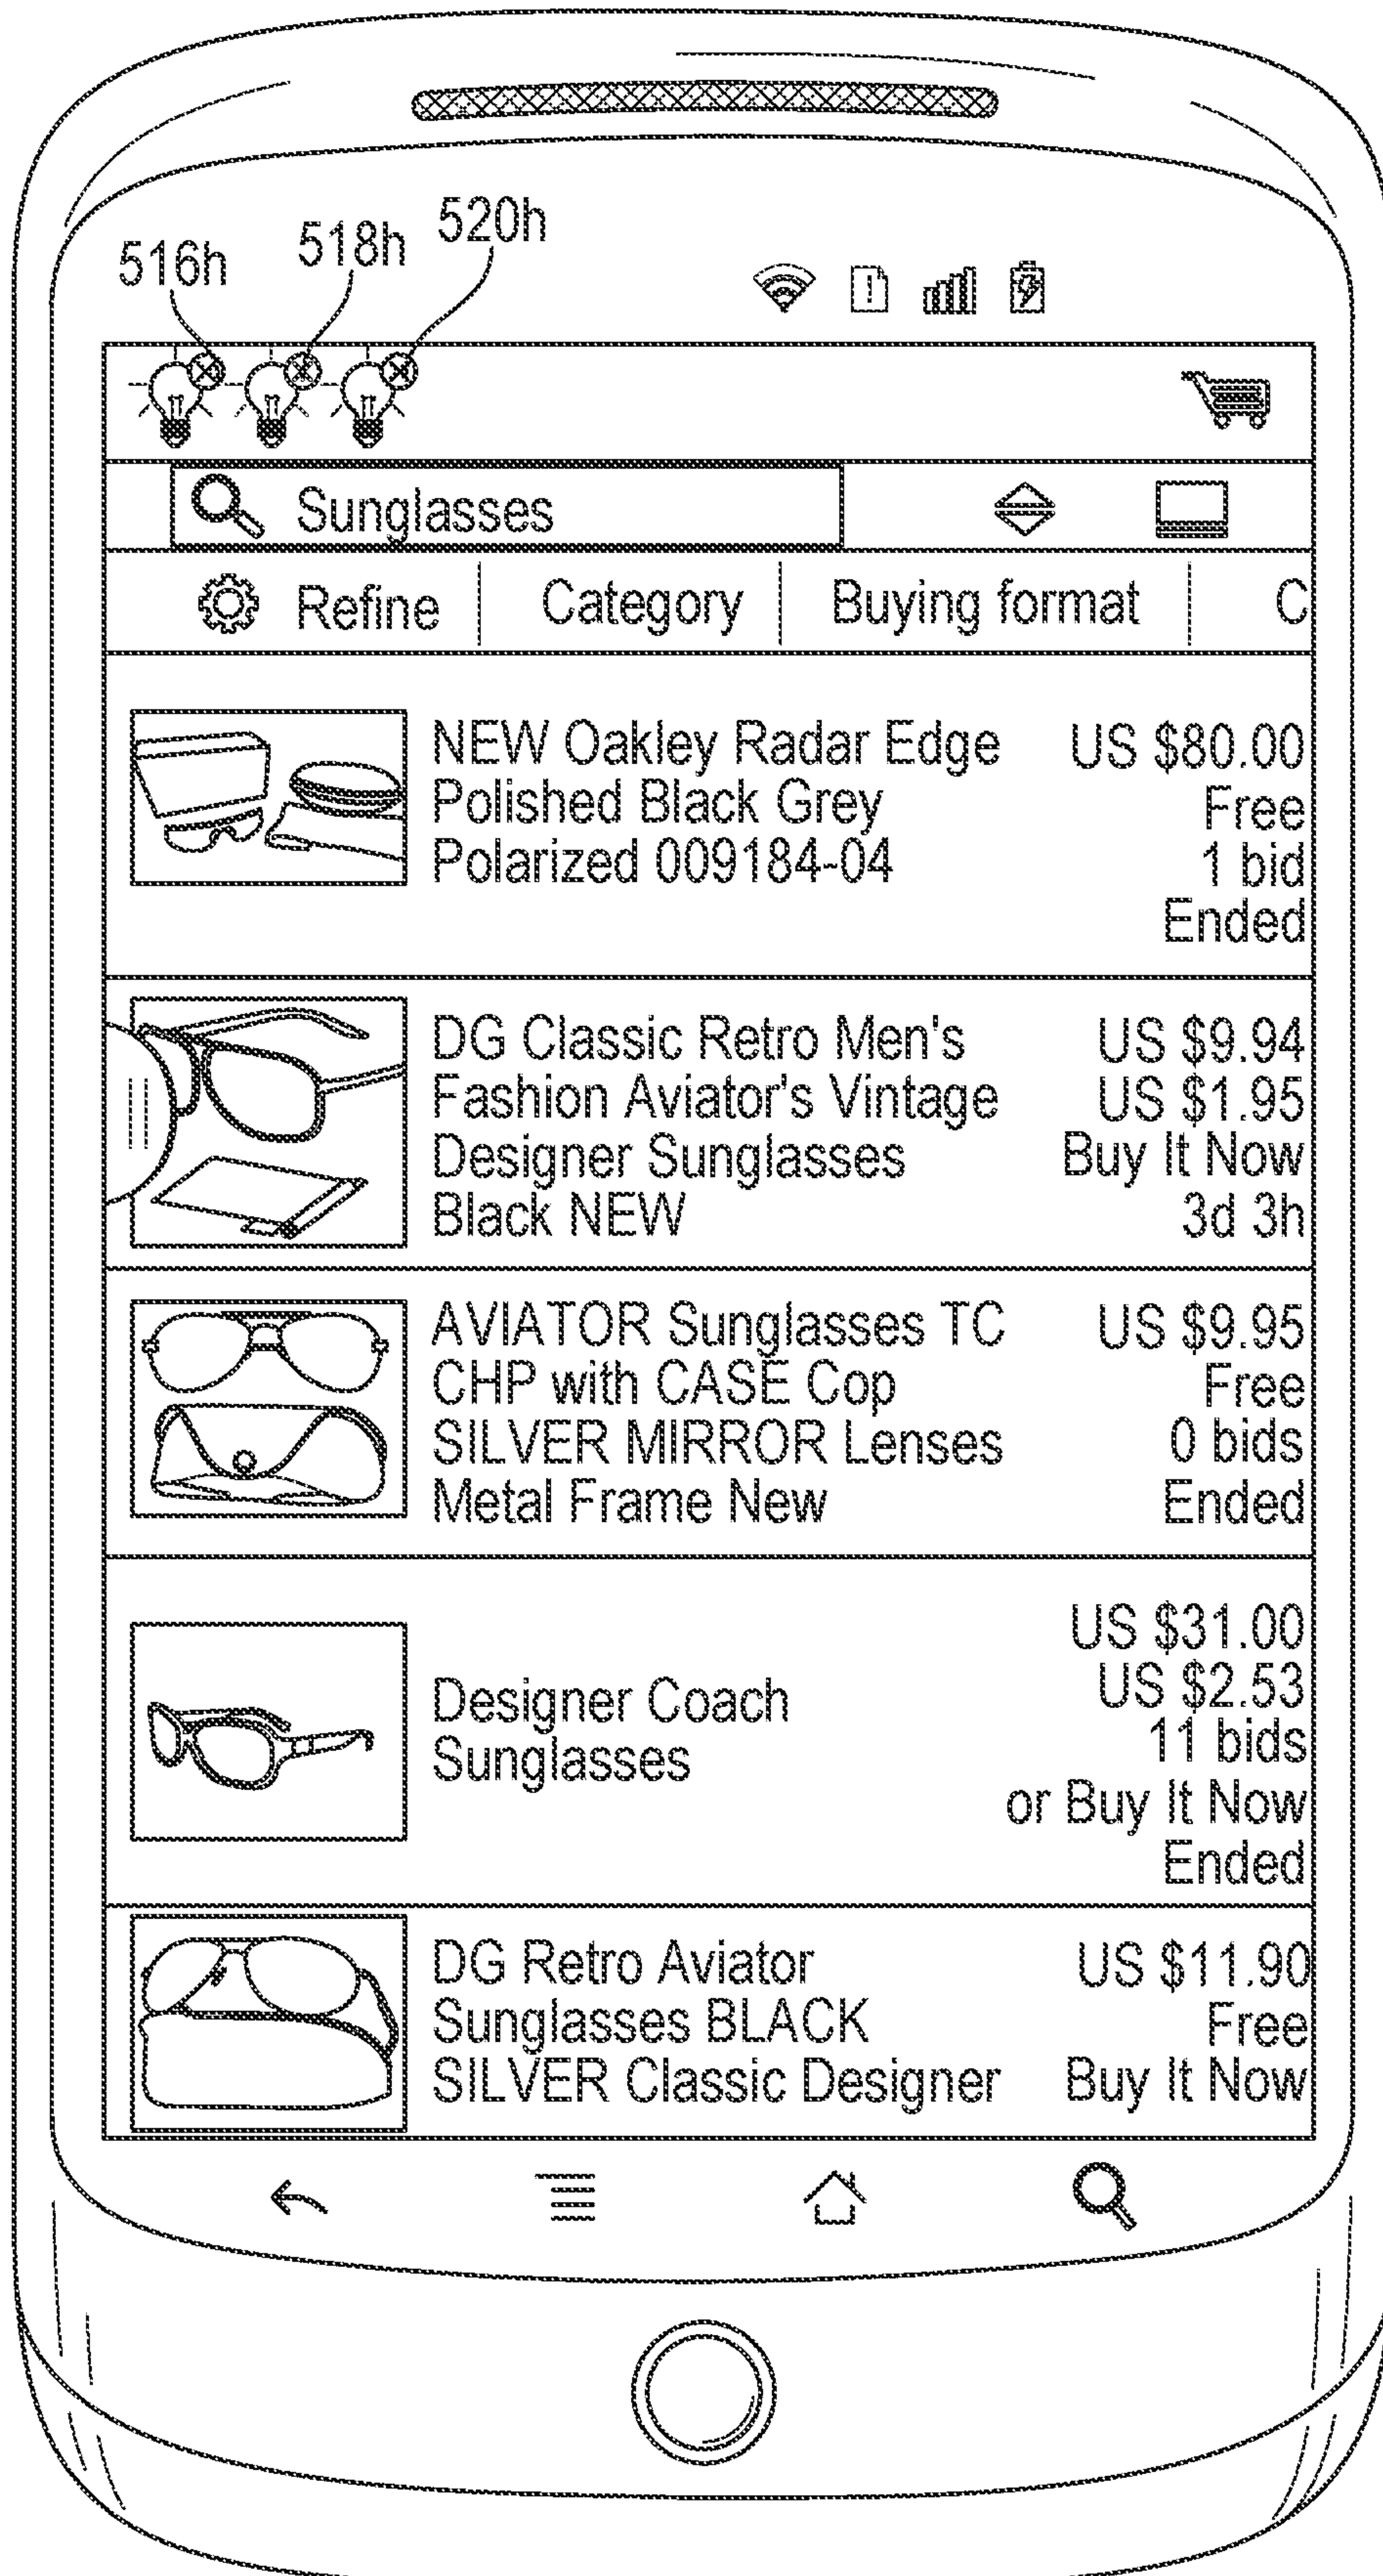 516h 518h 520h
Sunglasses
Refine Category Buying format C
NEW Oakley Radar Edge US $80.00
Polished Black Grey Free
Polarized 009184-04 1 bid
Ended
DG Classic Retro Men's US $9.94
Fashion Aviator's Vintage US $1.95
Designer Sunglasses Buy It Now
Black NEW 3d 3h
AVIATOR Sunglasses TC US $9.95
CHP with CASE Cop Free
SILVER MIRROR Lenses 0 bids
Metal Frame New Ended
US $31.00
Designer Coach US $2.53
Sunglasses 11 bids
or Buy It Now
Ended
DG Retro Aviator US $11.90
Sunglasses BLACK Free
SILVER Classic Designer Buy It Now